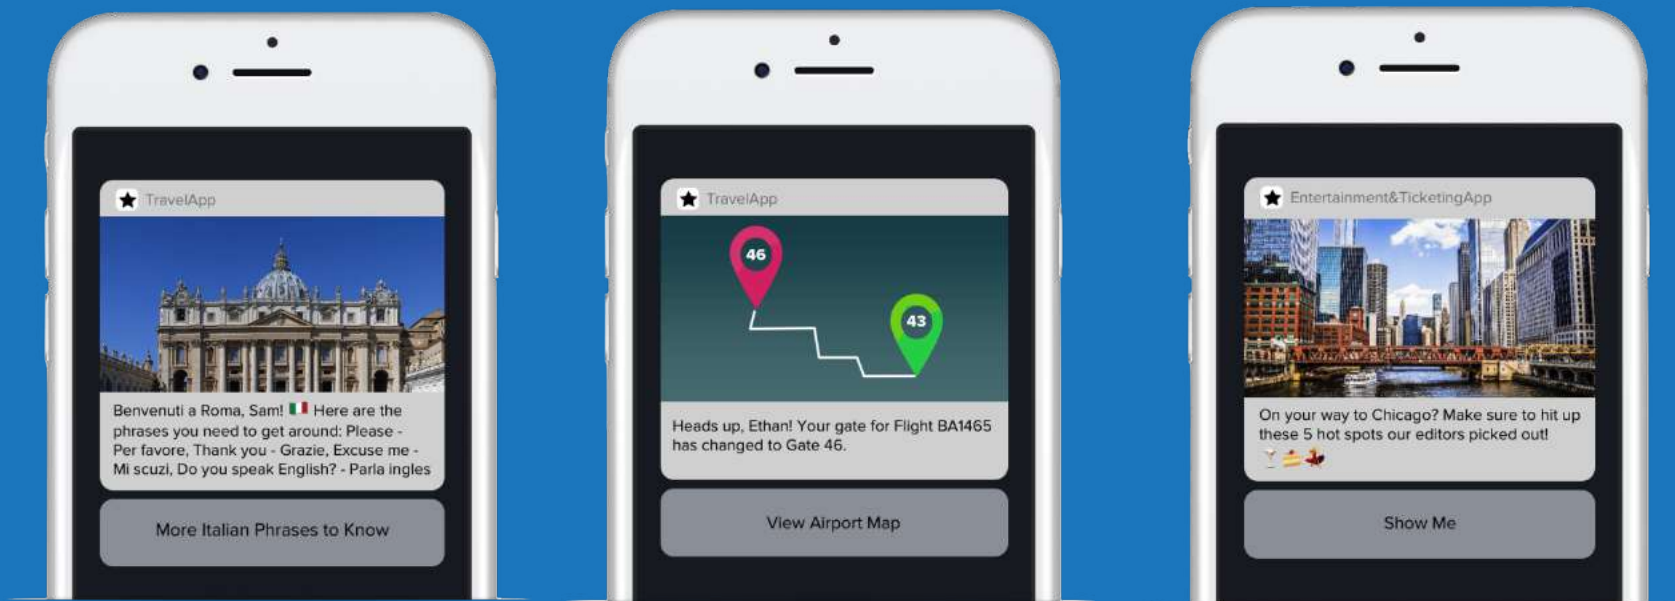 TravelApp
Benvenuti a Roma, Sam! 🇮🇹 Here are the
phrases you need to get around: Please -
Per favore, Thank you - Grazie, Excuse me -
Mi scuzi, Do you speak English? - Parla ingles
More Italian Phrases to Know
TravelApp
46
43
Heads up, Ethan! Your gate for Flight BA1465
has changed to Gate 46.
View Airport Map
Entertainment&TicketingApp
On your way to Chicago? Make sure to hit up
these 5 hot spots our editors picked out!
🍸🍰💃
Show Me